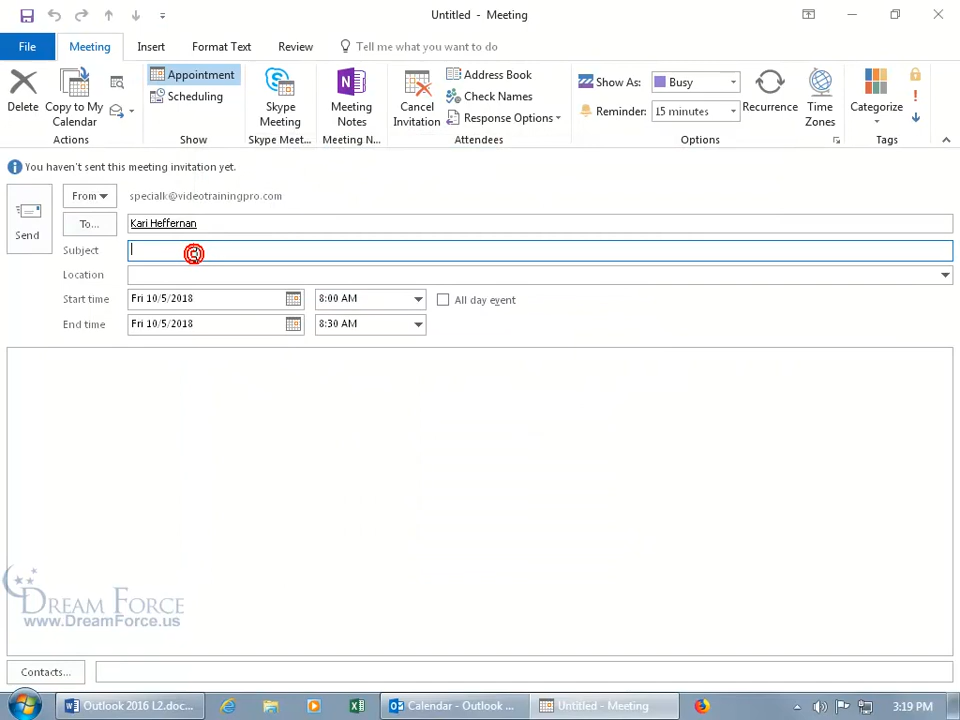 Untitled - Meeting
File Meeting Insert Format Text Review Tell me what you want to do
Delete
Copy to My Calendar
Actions
Appointment
Scheduling
Show
Skype Meeting
Skype Meet...
Meeting Notes
Meeting N...
Cancel Invitation
Address Book
Check Names
Response Options
Attendees
Show As: Busy
Reminder: 15 minutes
Recurrence
Time Zones
Options
Categorize
Tags
You haven't sent this meeting invitation yet.
Send
From specialk@videotrainingpro.com
To... Kari Heffernan
Subject
Location
Start time Fri 10/5/2018 8:00 AM All day event
End time Fri 10/5/2018 8:30 AM
DREAM FORCE
www.DreamForce.us
Contacts...
Outlook 2016 L2.doc... Calendar - Outlook ... Untitled - Meeting 3:19 PM